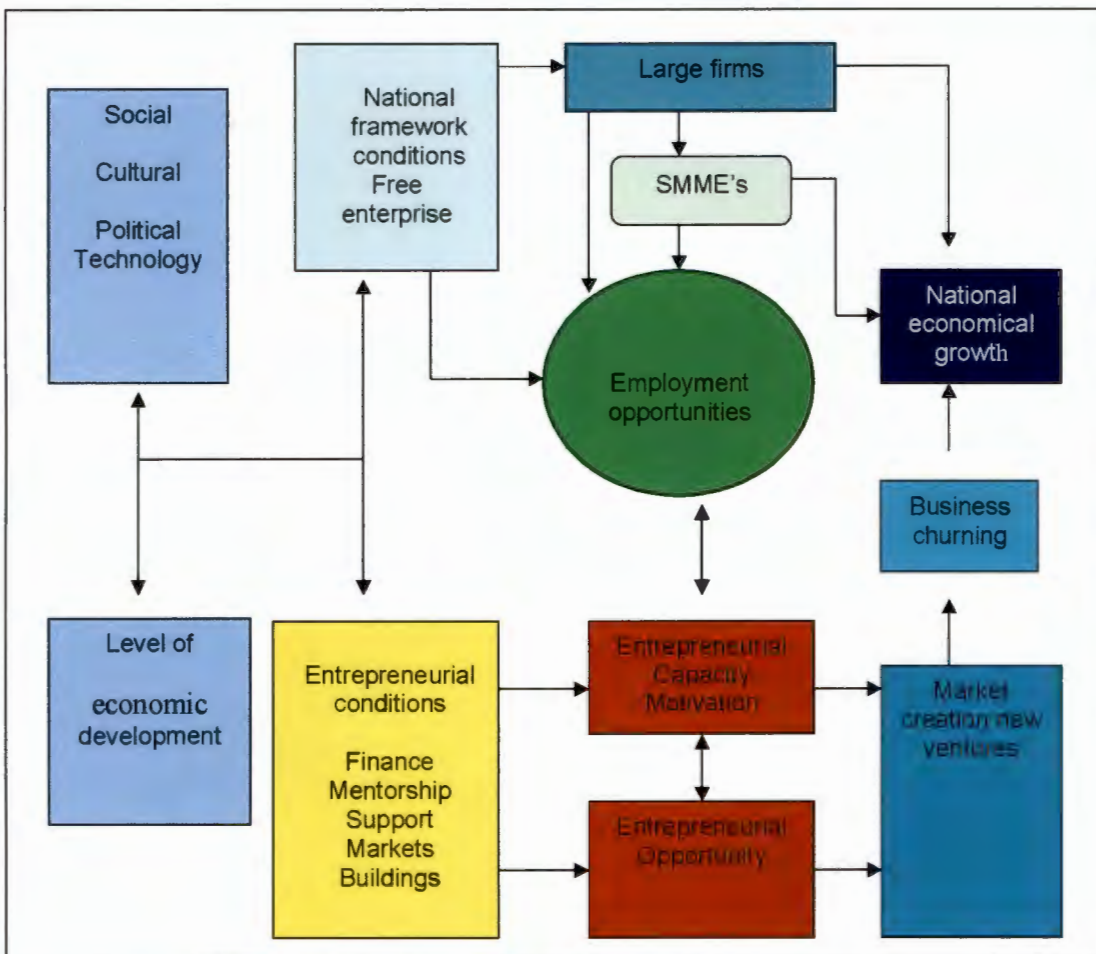 Social
Cultural
Political
Technology
National
framework
conditions
Free
enterprise
Large firms
SMME's
National
economical
growth
Employment
opportunities
Business
churning
Level of
economic
development
Entrepreneurial
conditions
Finance
Mentorship
Support
Markets
Buildings
Entrepreneurial
Capacity
Motivation
Entrepreneurial
Opportunity
Market
creation new
ventures